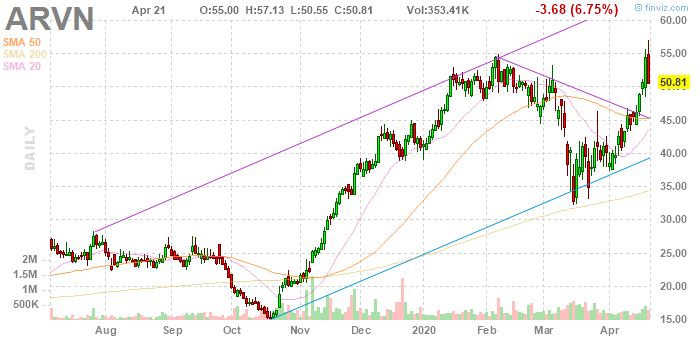 ARVN Apr 21 O:55.00 H:57.13 L:50.55 C:50.81 Vol:353.41K -3.68 (6.75%) finviz.com
SMA 50
SMA 200
SMA 20
DAILY
60.00
55.00
50.81
45.00
40.00
35.00
30.00
25.00
20.00
15.00
2M
1.5M
1M
500K
Aug Sep Oct Nov Dec 2020 Feb Mar Apr